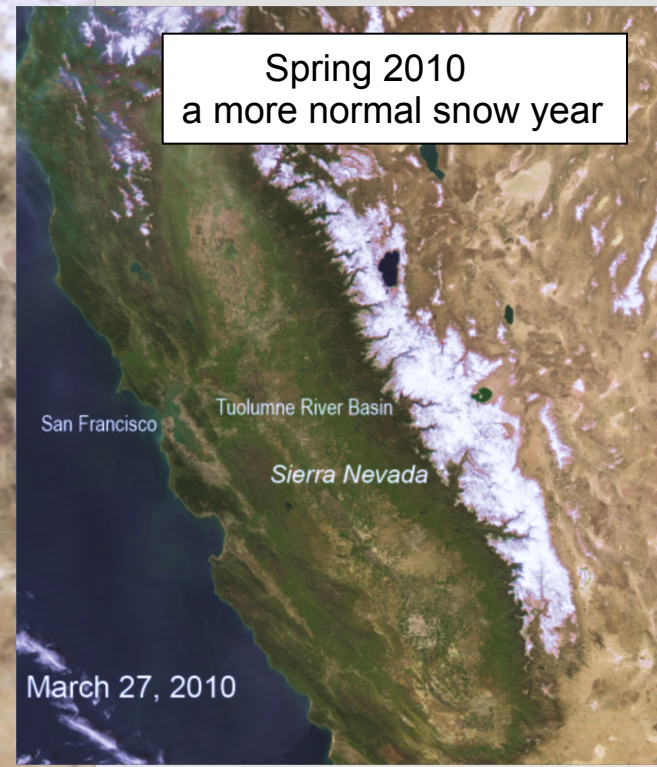 Spring 2010
a more normal snow year
Tuolumne River Basin
San Francisco
Sierra Nevada
March 27, 2010